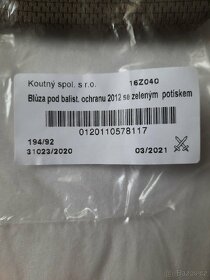 Koutný spol. s r.o. 16Z040
Blůza pod balist. ochranu 2012 se zeleným potiskem
0120110578117
194/92
31023/2020 03/2021